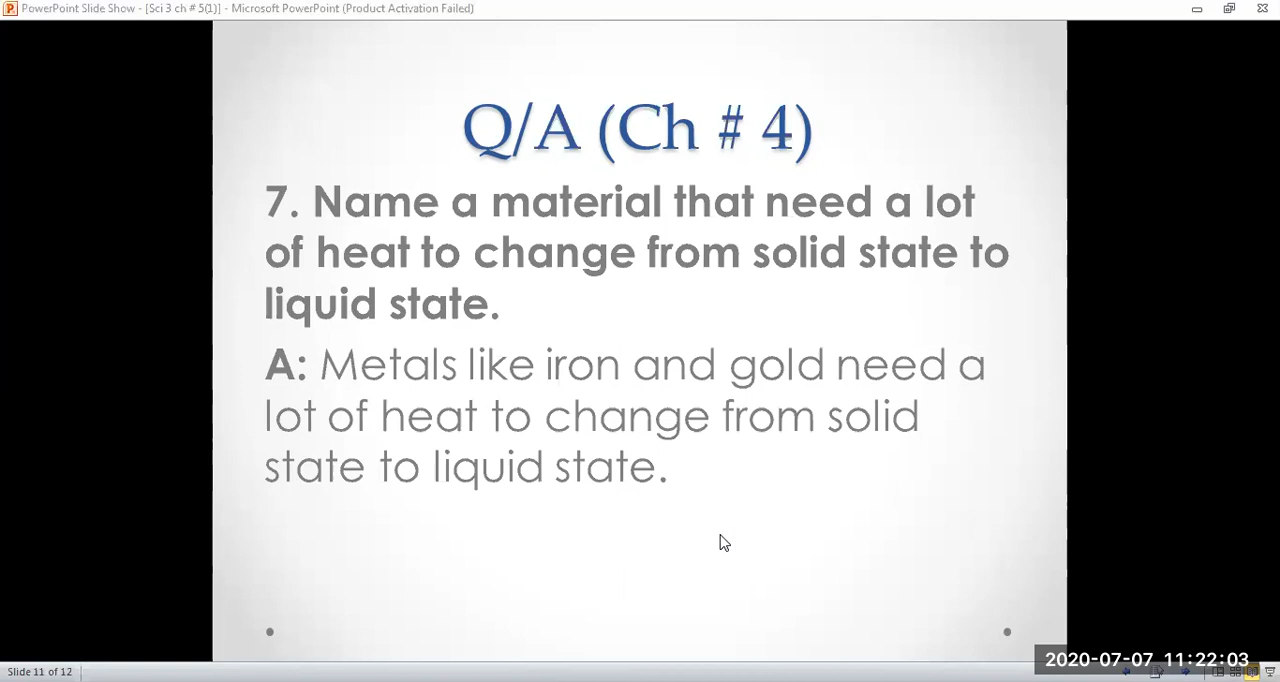 PowerPoint Slide Show - [Sci 3 ch # 5(1)] - Microsoft PowerPoint (Product Activation Failed)
Q/A (Ch # 4)
7. Name a material that need a lot
of heat to change from solid state to
liquid state.
A: Metals like iron and gold need a
lot of heat to change from solid
state to liquid state.
2020-07-07 11:22:03
Slide 11 of 12